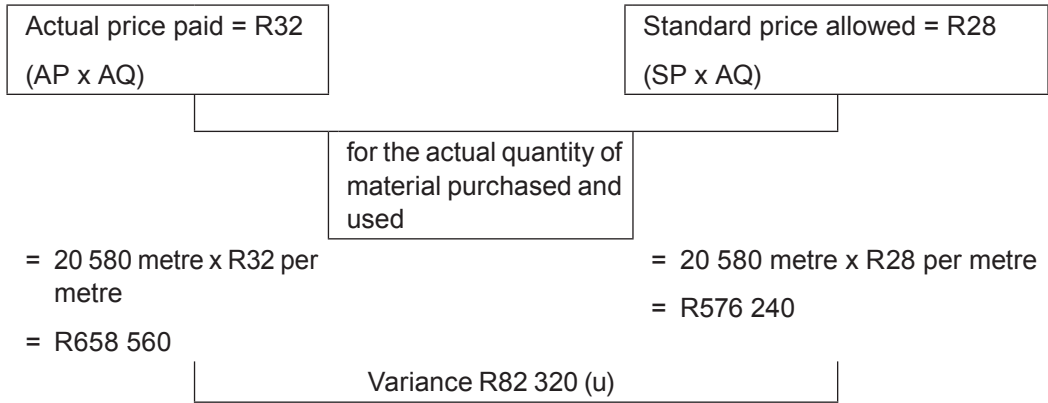 Actual price paid = R32
(AP x AQ)
Standard price allowed = R28
(SP x AQ)
for the actual quantity of
material purchased and
used
= 20 580 metre x R32 per
metre
= R658 560
= 20 580 metre x R28 per metre
= R576 240
Variance R82 320 (u)